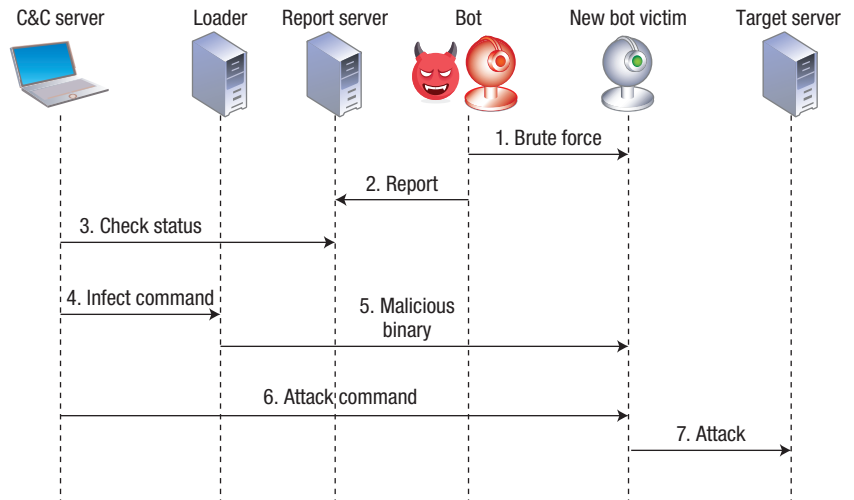 C&C server Loader Report server Bot New bot victim Target server
1. Brute force
2. Report
3. Check status
4. Infect command
5. Malicious
binary
6. Attack command
7. Attack